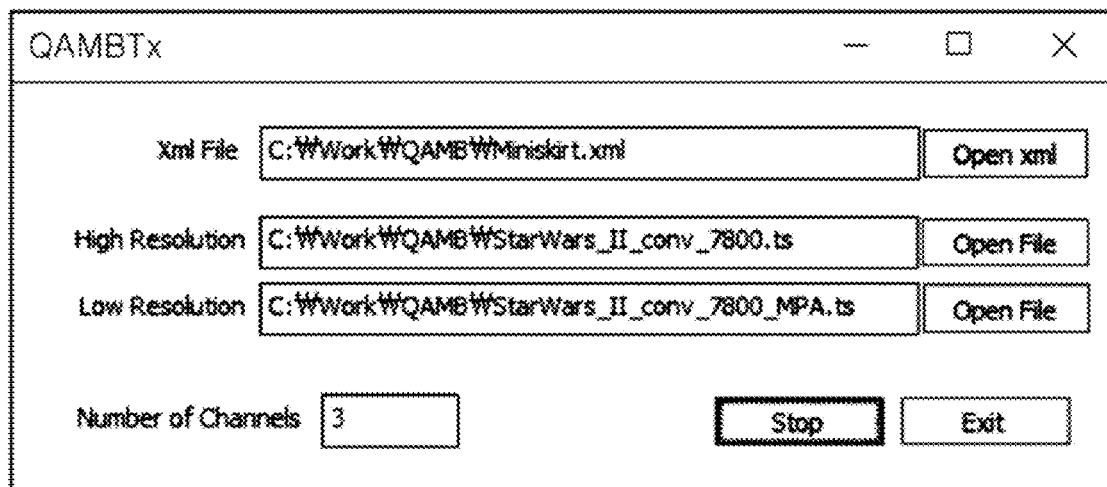 QAMBTx
Xml File C:₩Work₩QAMB₩Miniskirt.xml Open xml
High Resolution C:₩Work₩QAMB₩StarWars_II_conv_7800.ts Open File
Low Resolution C:₩Work₩QAMB₩StarWars_II_conv_7800_MPA.ts Open File
Number of Channels 3 Stop Exit